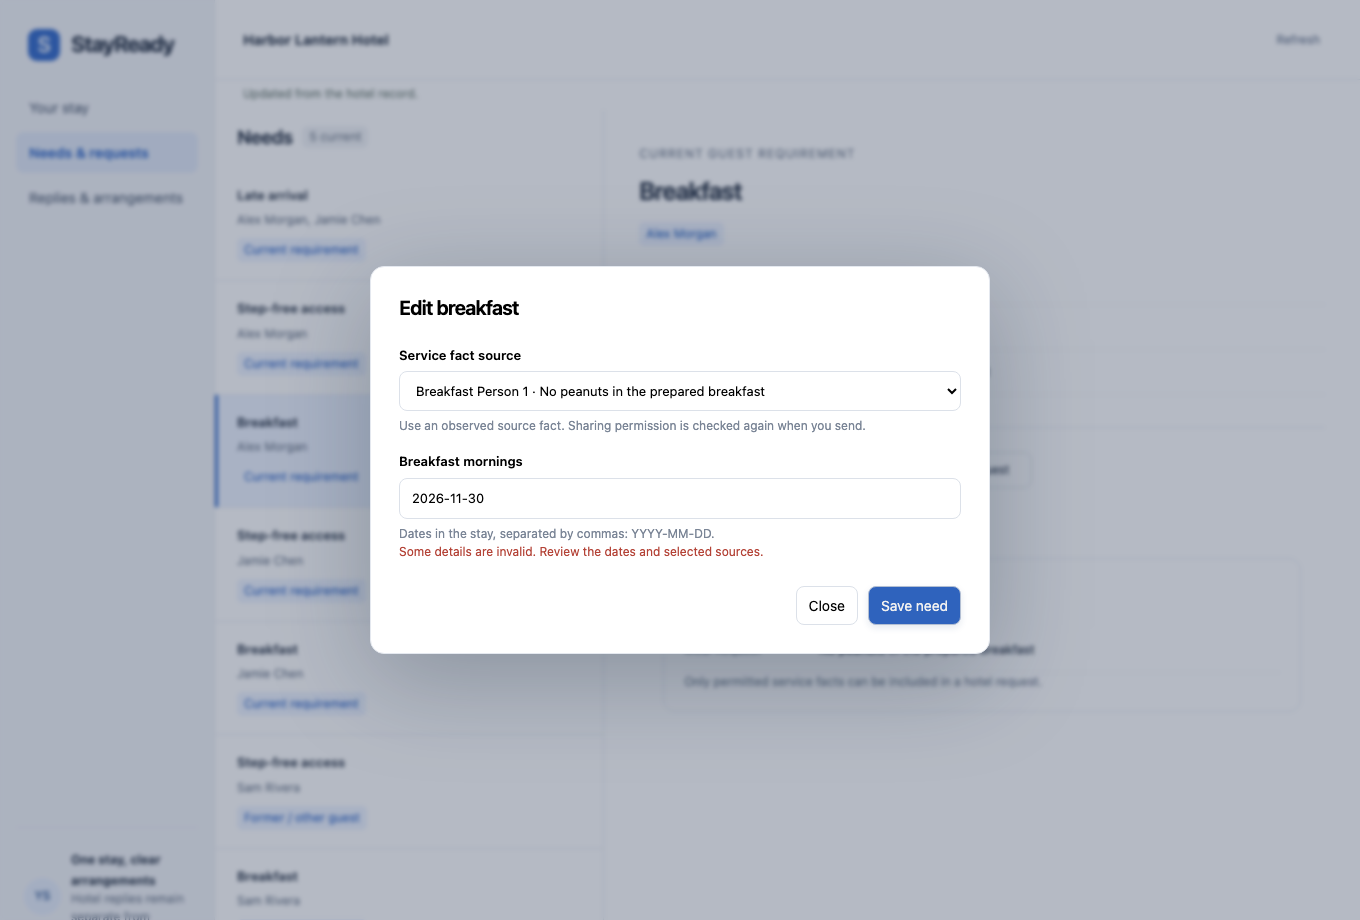 S StayReady
Your stay
Needs & requests
Replies & arrangements
One stay, clear
arrangements
YS
Hotel replies remain
separate from
Harbor Lantern Hotel
Refresh
Updated from the hotel record.
Needs 5 current
Late arrival
Alex Morgan, Jamie Chen
Current requirement
Step-free access
Alex Morgan
Current requirement
Breakfast
Alex Morgan
Current requirement
Step-free access
Jamie Chen
Current requirement
Breakfast
Jamie Chen
Current requirement
Step-free access
Sam Rivera
Former / other guest
Breakfast
Sam Rivera
CURRENT GUEST REQUIREMENT
Breakfast
Alex Morgan
Edit breakfast
Service fact source
Breakfast Person 1 · No peanuts in the prepared breakfast
Use an observed source fact. Sharing permission is checked again when you send.
Breakfast mornings
2026-11-30
Dates in the stay, separated by commas: YYYY-MM-DD.
Some details are invalid. Review the dates and selected sources.
Close
Save need
breakfast
Only permitted service facts can be included in a hotel request.